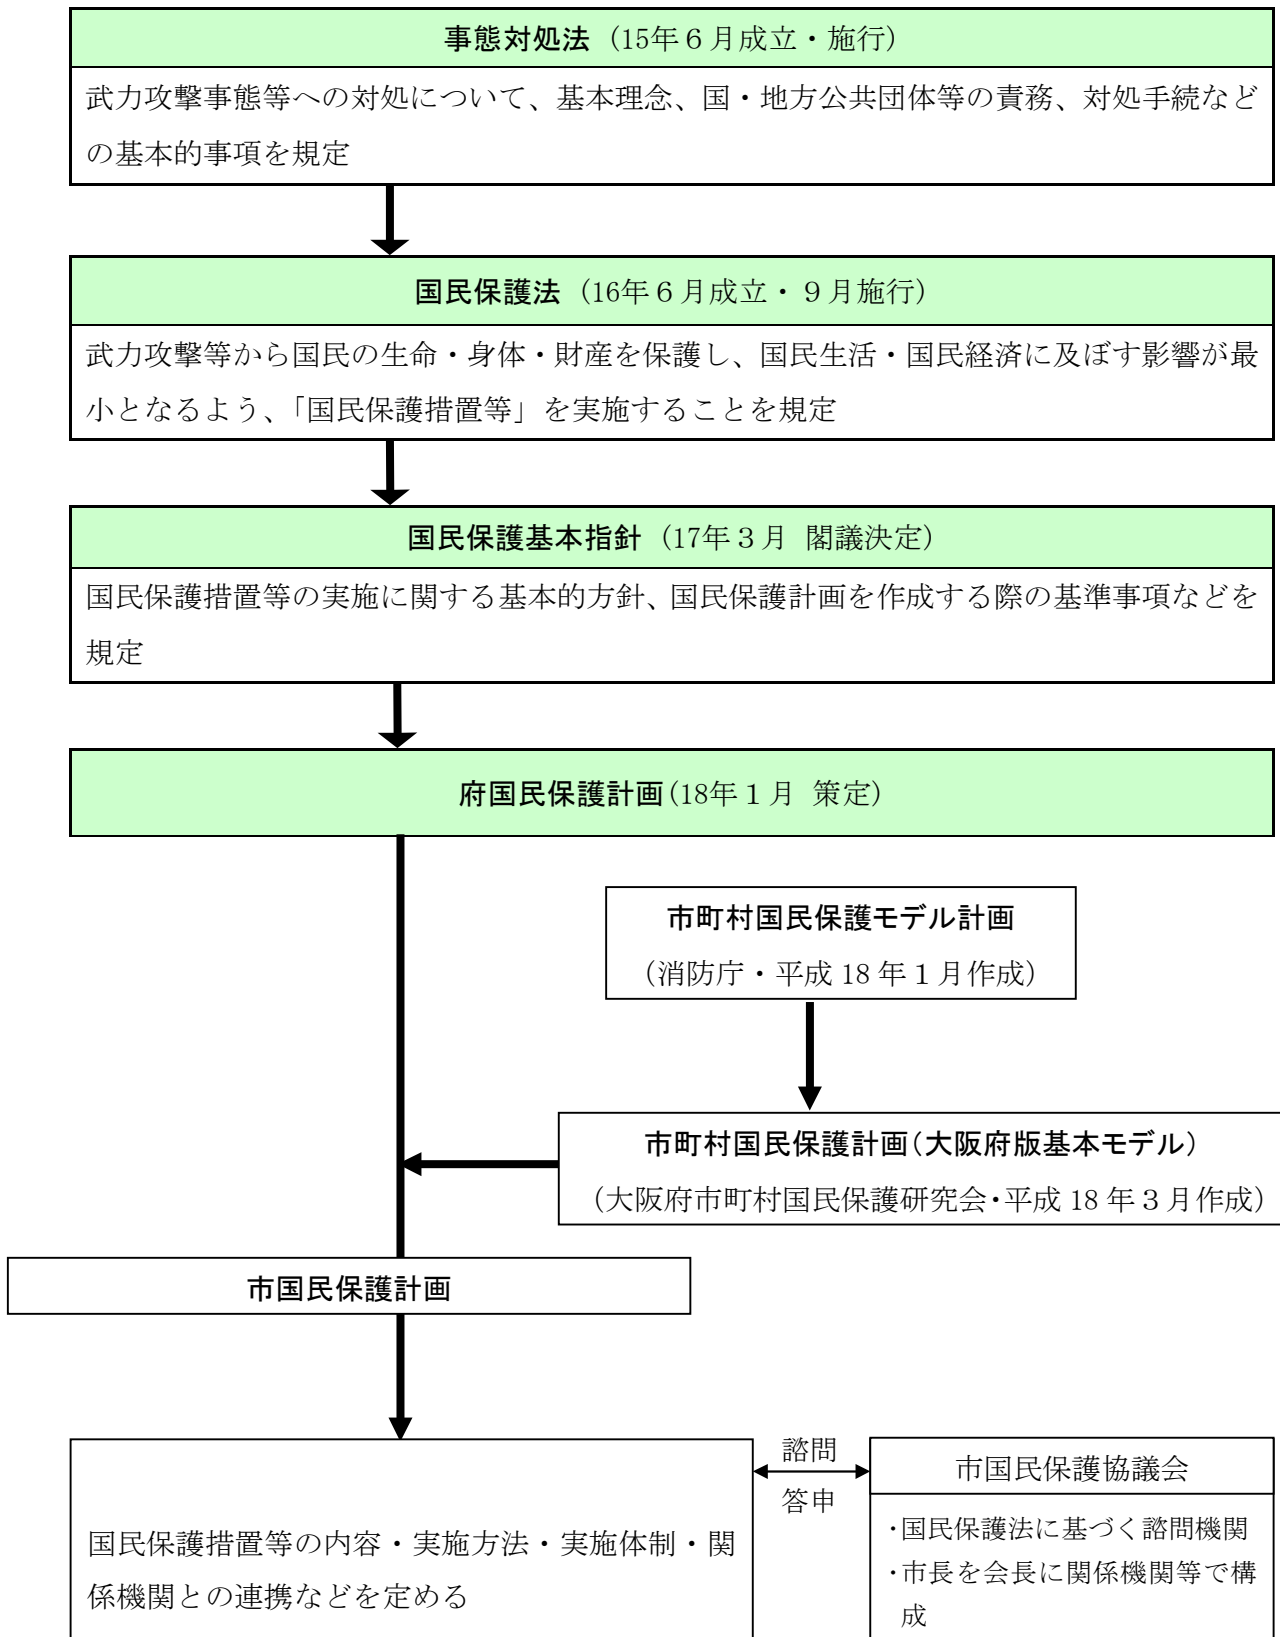 事態対処法（15年６月成立・施行）
武力攻撃事態等への対処について、基本理念、国・地方公共団体等の責務、対処手続など
の基本的事項を規定
国民保護法（16年６月成立・９月施行）
武力攻撃等から国民の生命・身体・財産を保護し、国民生活・国民経済に及ぼす影響が最
小となるよう、「国民保護措置等」を実施することを規定
国民保護基本指針（17年３月 閣議決定）
国民保護措置等の実施に関する基本的方針、国民保護計画を作成する際の基準事項などを
規定
府国民保護計画（18年１月 策定）
市町村国民保護モデル計画
（消防庁・平成 18 年１月作成）
市町村国民保護計画（大阪府版基本モデル）
（大阪府市町村国民保護研究会・平成 18 年３月作成）
市国民保護計画
国民保護措置等の内容・実施方法・実施体制・関
係機関との連携などを定める
諮問
答申
市国民保護協議会
・国民保護法に基づく諮問機関
・市長を会長に関係機関等で構
成